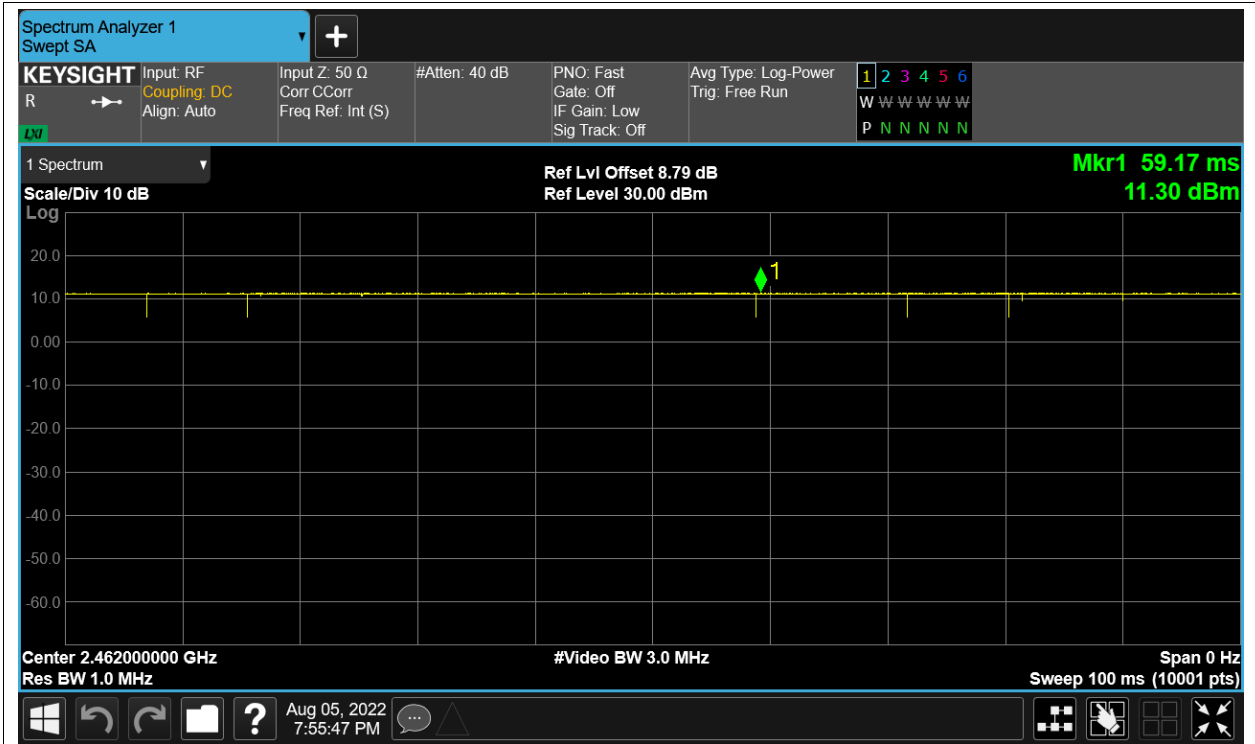 Spectrum Analyzer 1
Swept SA
+
KEYSIGHT
R
LXI
Input: RF
Coupling: DC
Align: Auto
Input Z: 50 Ω
Corr CCorr
Freq Ref: Int (S)
#Atten: 40 dB
PNO: Fast
Gate: Off
IF Gain: Low
Sig Track: Off
Avg Type: Log-Power
Trig: Free Run
1 2 3 4 5 6
W W W W W W
P N N N N N
1 Spectrum
Scale/Div 10 dB
Log
Ref Lvl Offset 8.79 dB
Ref Level 30.00 dBm
Mkr1 59.17 ms
11.30 dBm
20.0
10.0
0.00
-10.0
-20.0
-30.0
-40.0
-50.0
-60.0
1
Center 2.462000000 GHz
Res BW 1.0 MHz
#Video BW 3.0 MHz
Span 0 Hz
Sweep 100 ms (10001 pts)
?
Aug 05, 2022
7:55:47 PM